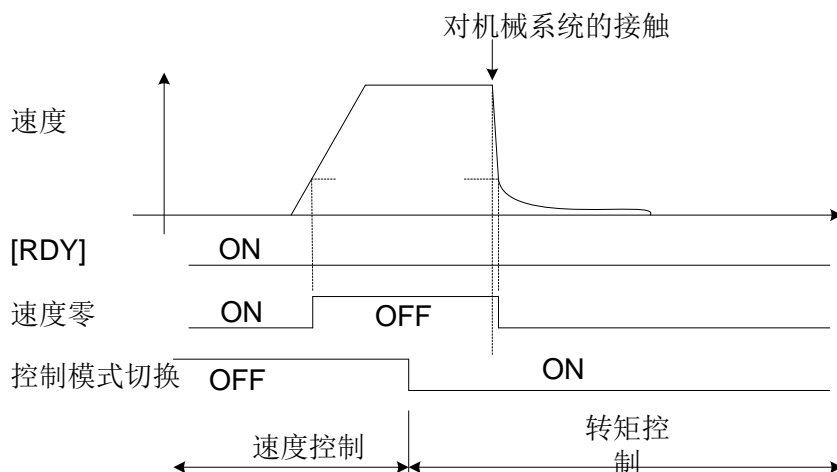 对机械系统的接触
速度
[RDY] ON
速度零 ON OFF
控制模式切换 OFF ON
速度控制 转矩控
制